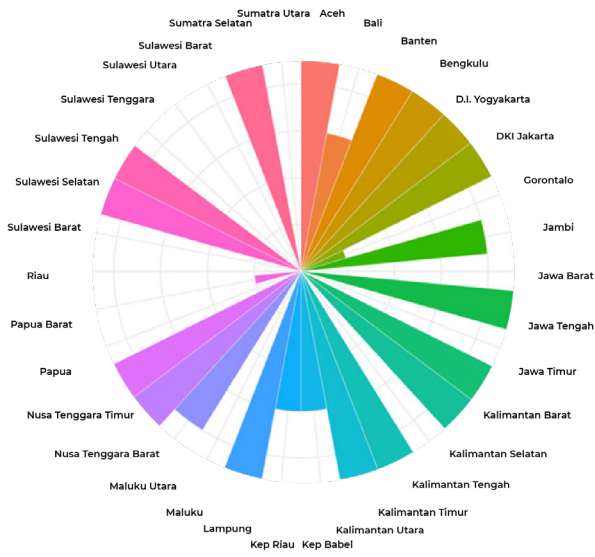 Sumatra Utara
Aceh
Bali
Banten
Bengkulu
D.I. Yogyakarta
DKI Jakarta
Gorontalo
Jambi
Jawa Barat
Jawa Tengah
Jawa Timur
Kalimantan Barat
Kalimantan Selatan
Kalimantan Tengah
Kalimantan Timur
Kalimantan Utara
Kep Babel
Kep Riau
Lampung
Maluku
Maluku Utara
Nusa Tenggara Barat
Nusa Tenggara Timur
Papua
Papua Barat
Riau
Sulawesi Barat
Sulawesi Selatan
Sulawesi Tengah
Sulawesi Tenggara
Sulawesi Utara
Sulawesi Barat
Sumatra Selatan